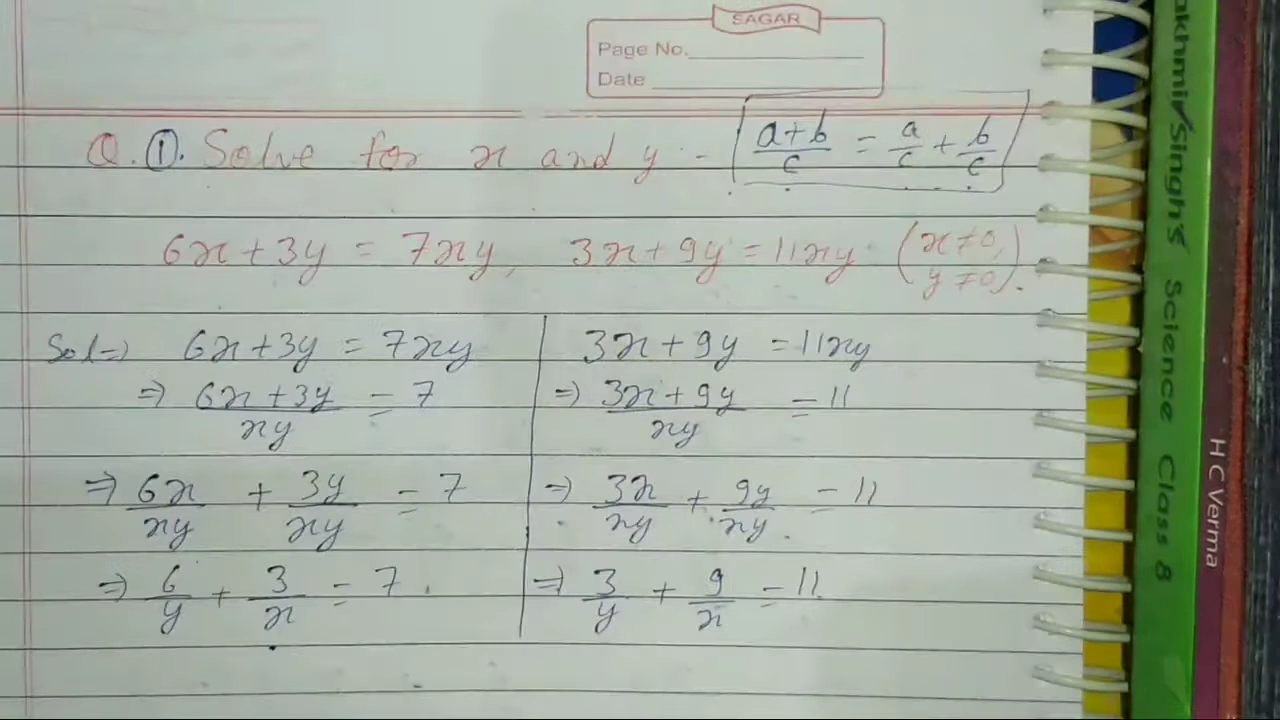 SAGAR
Page No.
Date
Q. ①. Solve for x and y - (a+b)/c = a/c + b/c
6x + 3y = 7xy, 3x + 9y = 11xy (x ≠ 0, y ≠ 0).
Sol ⇒ 6x + 3y = 7xy
⇒ (6x + 3y)/xy = 7
⇒ 6x/xy + 3y/xy = 7
⇒ 6/y + 3/x = 7.
3x + 9y = 11xy
⇒ (3x + 9y)/xy = 11
⇒ 3x/xy + 9y/xy = 11
⇒ 3/y + 9/x = 11.
akhmir Singh's Science Class 8
H C Verma